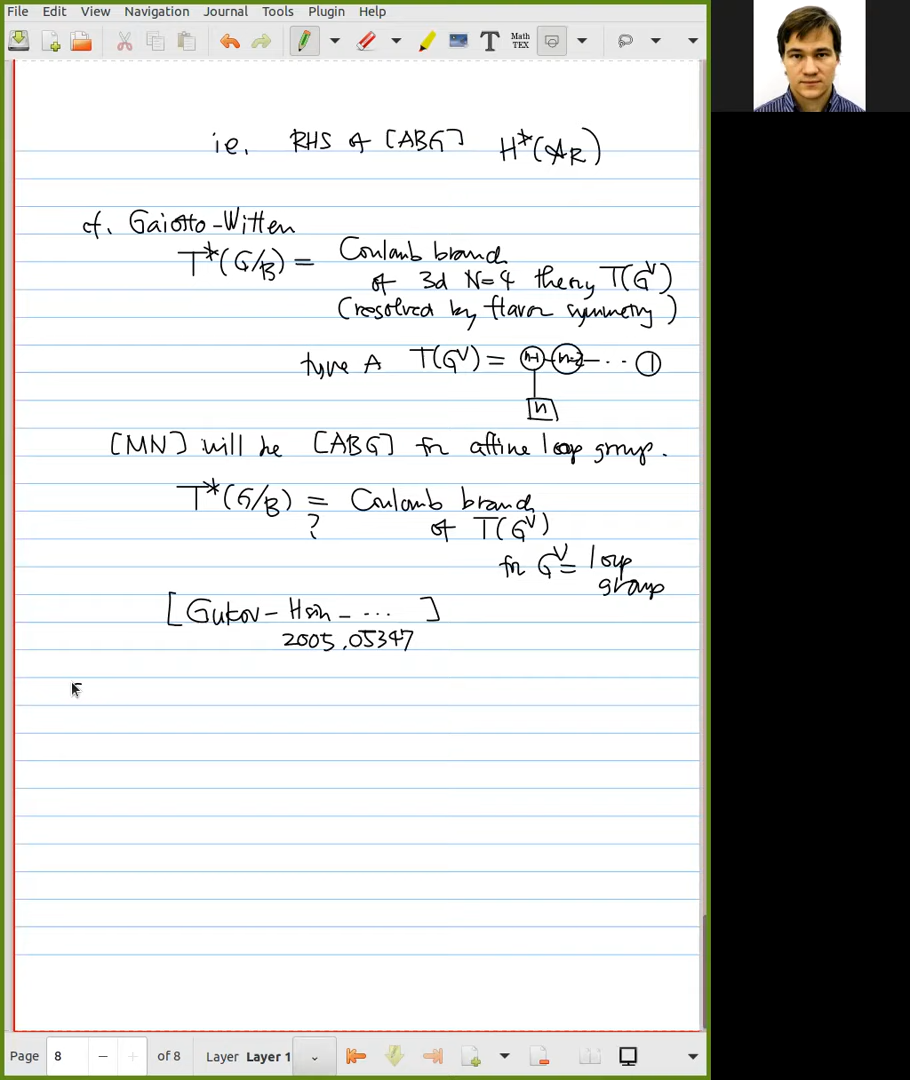 File Edit View Navigation Journal Tools Plugin Help
Math TEX
i.e. RHS of [ABG] H*(AR)
cf. Gaiotto-Witten
T*(G/B) = Coulomb branch
of 3d N=4 theory T(G^∨)
(resolved by flavor symmetry)
type A T(G^∨) = (n-1)-(n-2)-...(1)
[n]
[MN] will be [ABG] for affine loop group.
T*(G/B) = Coulomb branch
? of T(G^∨)
for G^∨ = loop
group
[Gukov-Hsin-...]
2005.05347
Page 8 of 8 Layer Layer 1